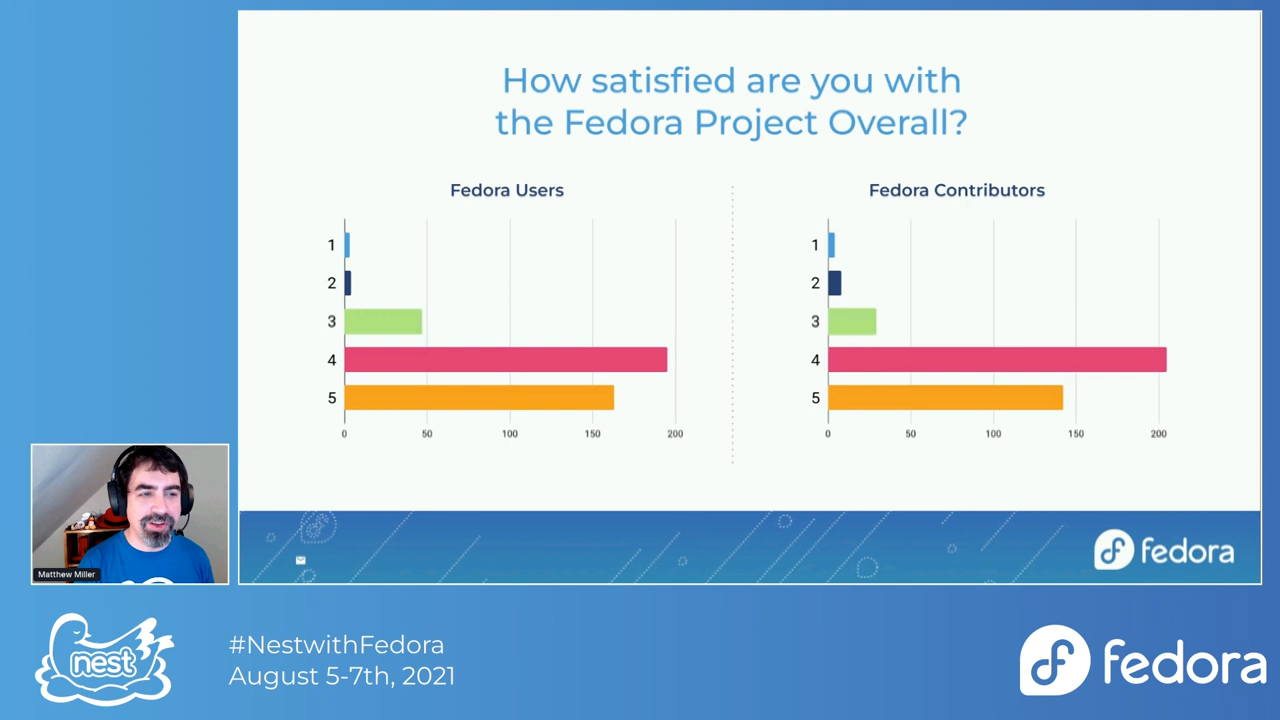 How satisfied are you with
the Fedora Project Overall?
Fedora Users
1
2
3
4
5
0 50 100 150 200
Fedora Contributors
1
2
3
4
5
0 50 100 150 200
fedora
Matthew Miller
nest
#NestwithFedora
August 5-7th, 2021
fedora